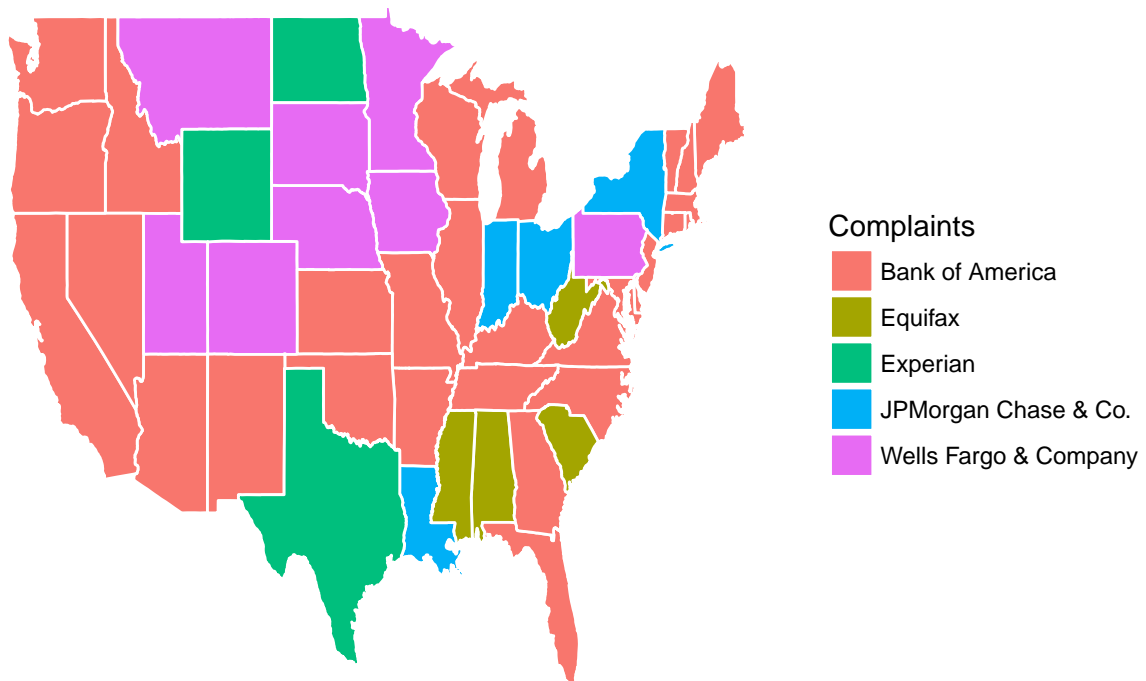 Complaints
Bank of America
Equifax
Experian
JPMorgan Chase & Co.
Wells Fargo & Company